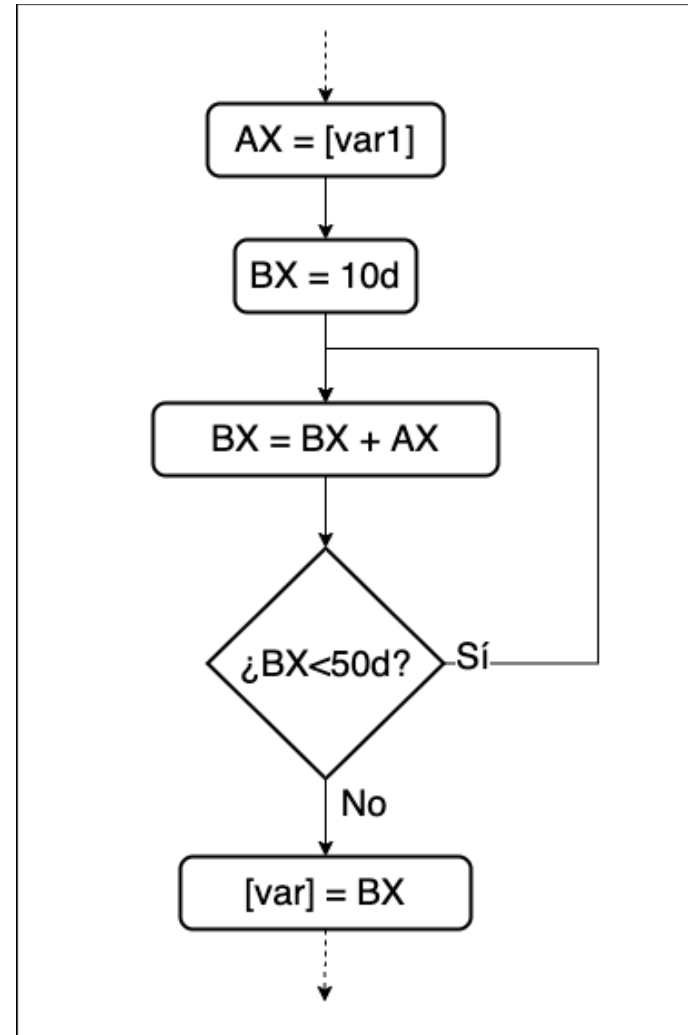 AX = [var1]
BX = 10d
BX = BX + AX
¿BX<50d?
Sí
No
[var] = BX